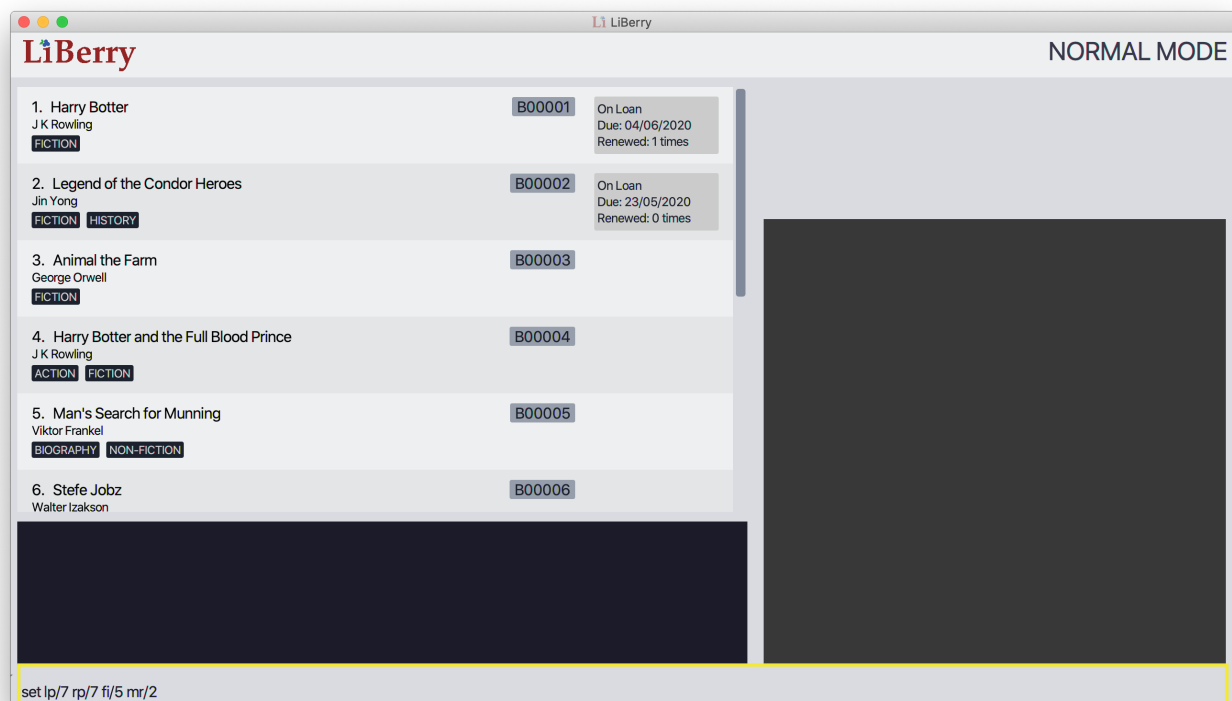 Li LiBerry
LiBerry
NORMAL MODE
1. Harry Botter
J K Rowling
FICTION
B00001
On Loan
Due: 04/06/2020
Renewed: 1 times
2. Legend of the Condor Heroes
Jin Yong
FICTION HISTORY
B00002
On Loan
Due: 23/05/2020
Renewed: 0 times
3. Animal the Farm
George Orwell
FICTION
B00003
4. Harry Botter and the Full Blood Prince
J K Rowling
ACTION FICTION
B00004
5. Man's Search for Munning
Viktor Frankel
BIOGRAPHY NON-FICTION
B00005
6. Stefe Jobz
Walter Izakson
B00006
set lp/7 rp/7 fi/5 mr/2